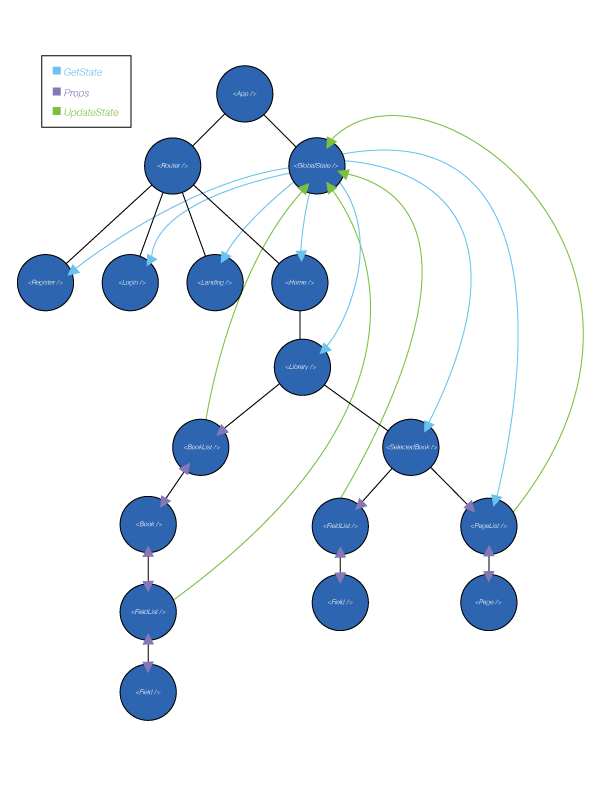 GetState
Props
UpdateState
<App />
<Router />
<GlobalState />
<Register />
<Login />
<Landing />
<Home />
<Library />
<BookList />
<SelectedBook />
<Book />
<FieldList />
<PageList />
<FieldList />
<Field />
<Page />
<Field />